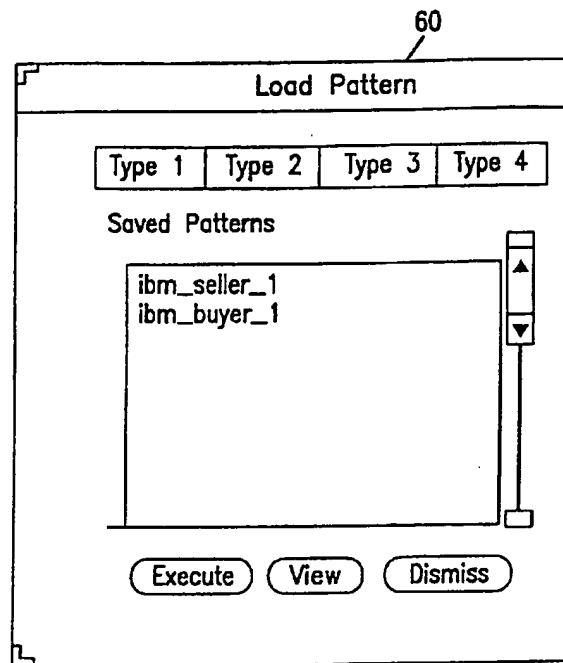 60
Load Pattern
Type 1 Type 2 Type 3 Type 4
Saved Patterns
ibm_seller_1
ibm_buyer_1
Execute View Dismiss